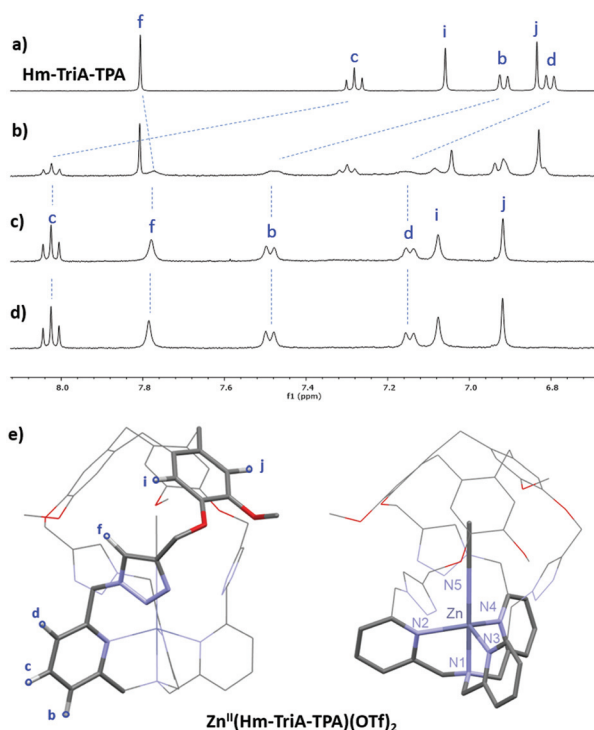 a)
Hm-TriA-TPA
f
c
i
b
j
d
b)
c)
c
f
b
d
i
j
d)
8.0 7.8 7.6 7.4 7.2 7.0 6.8
f1 (ppm)
e)
j
i
f
d
c
b
N5
Zn
N4
N2
N3
N1
Zn^II(Hm-TriA-TPA)(OTf)₂